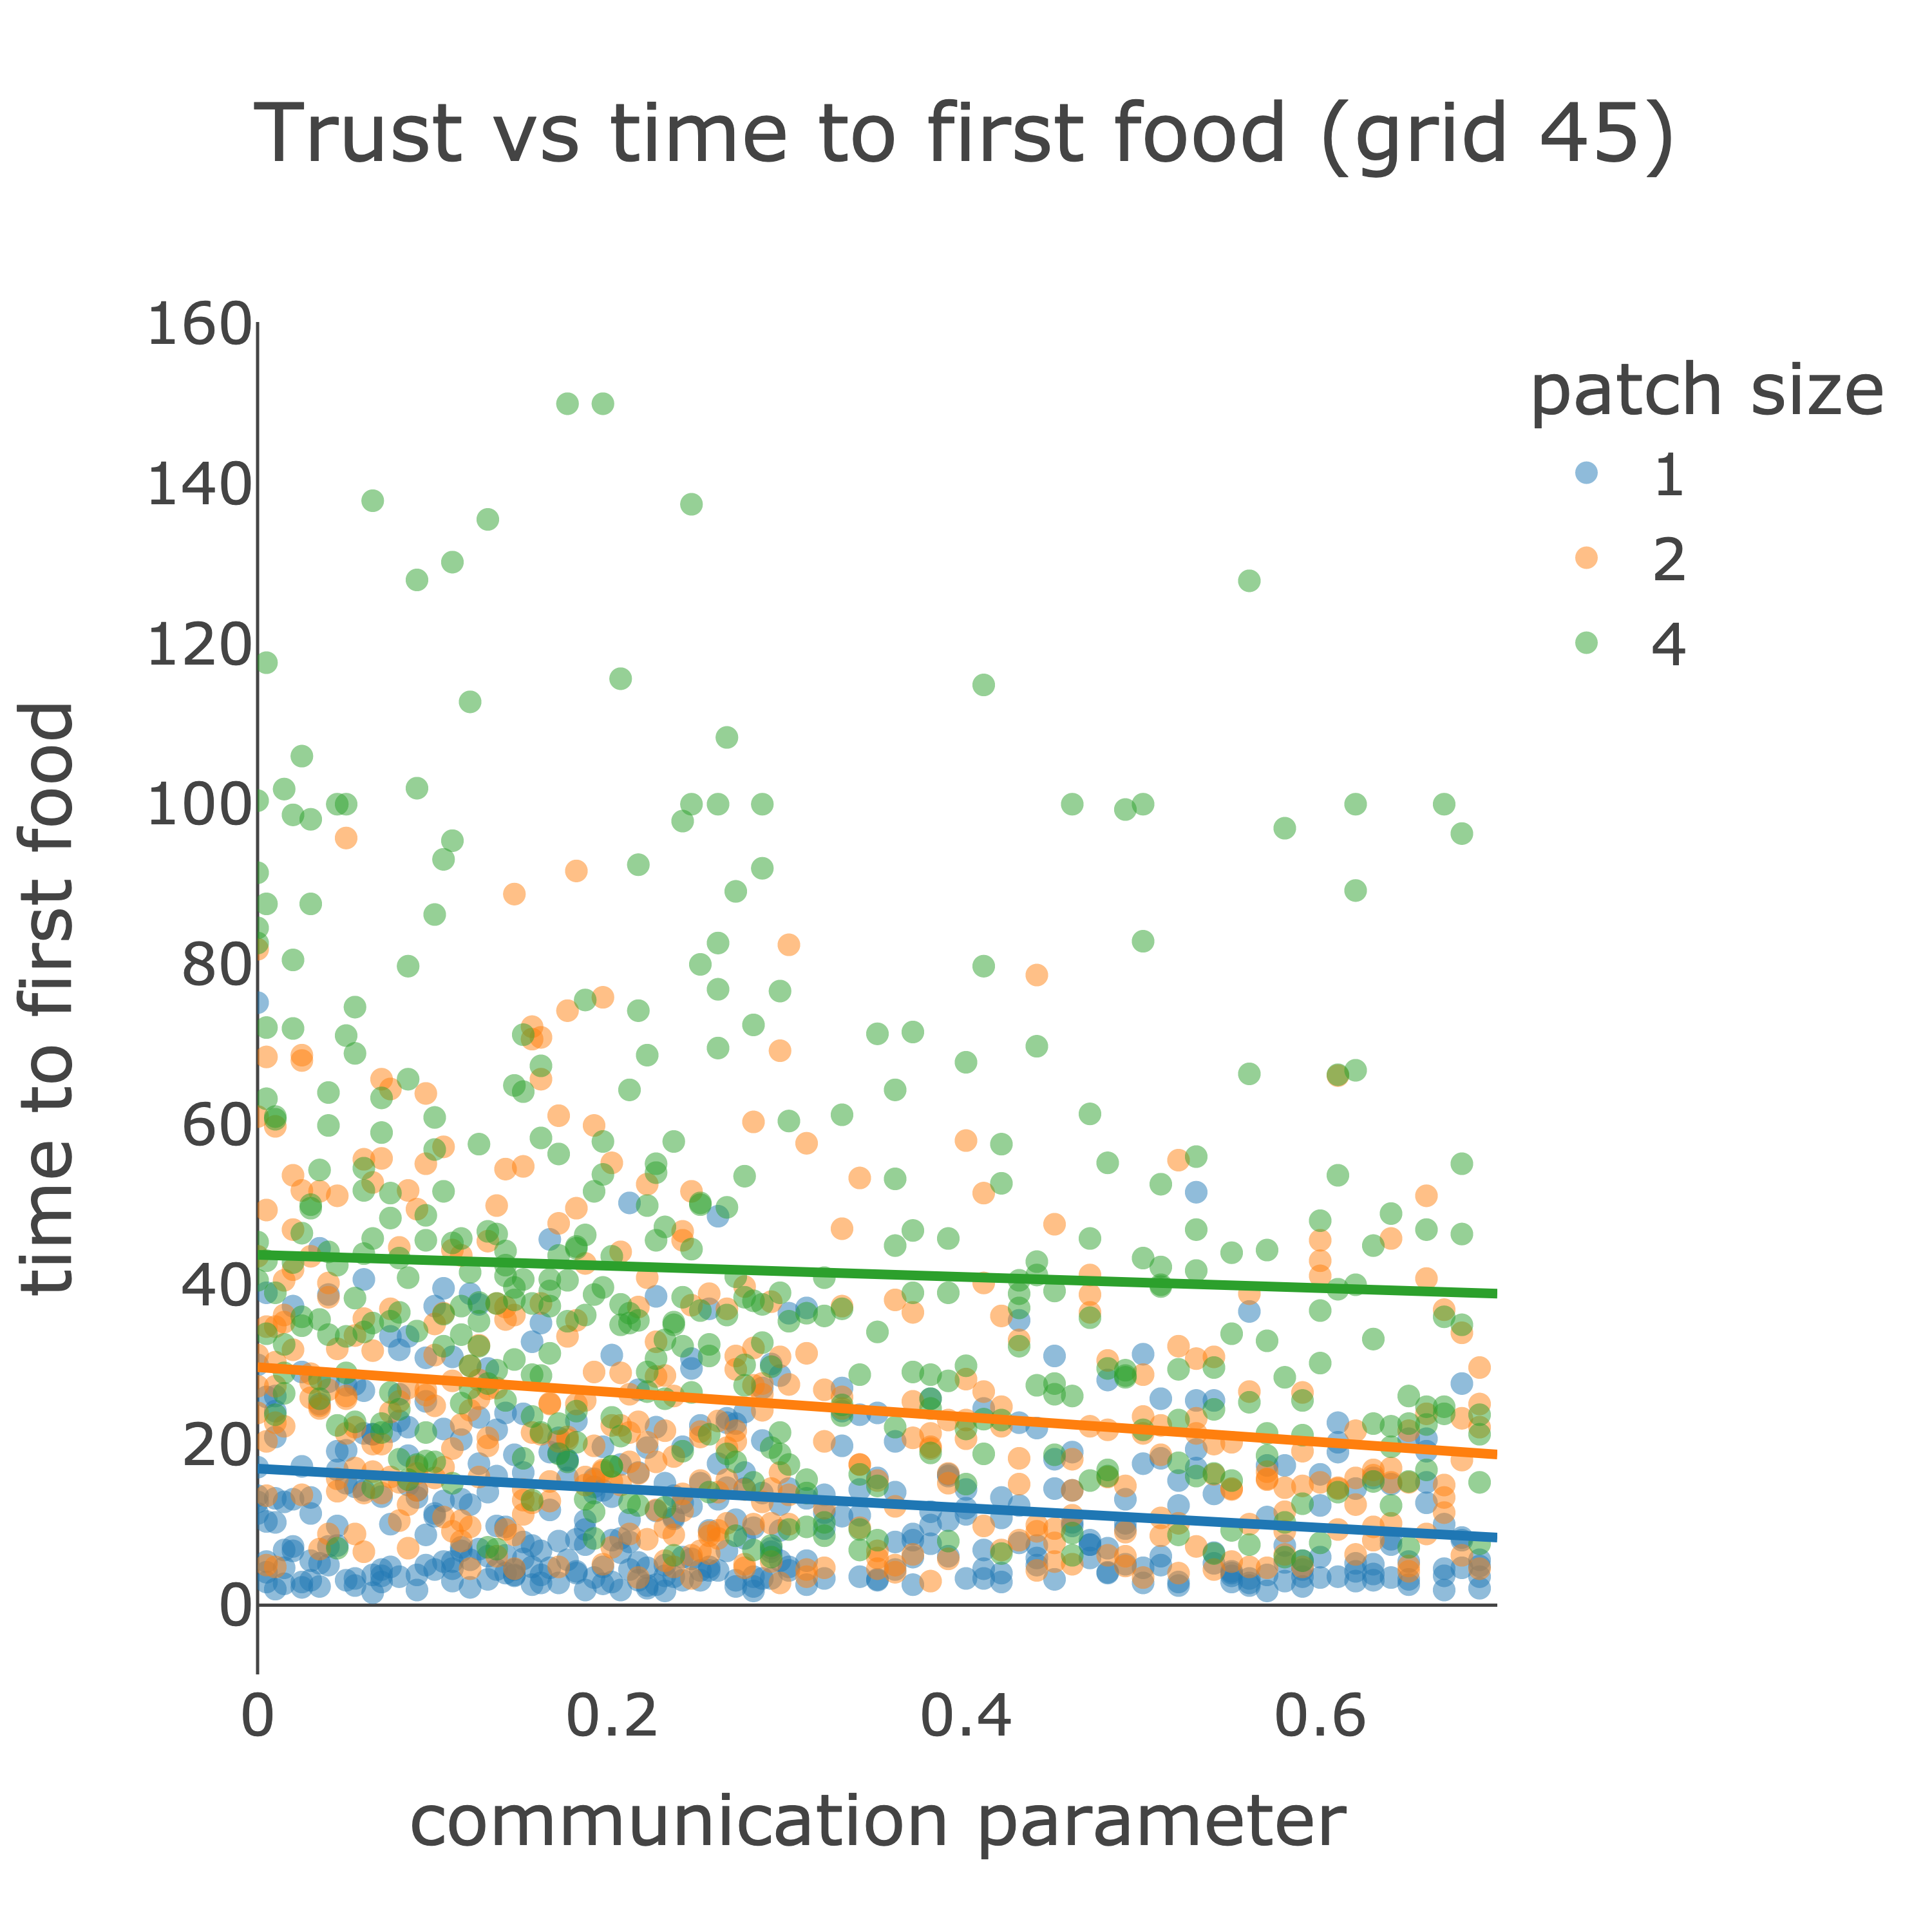 Trust vs time to first food (grid 45)
160
140
120
100
80
60
40
20
0
time to first food
0 0.2 0.4 0.6
communication parameter
patch size
1
2
4